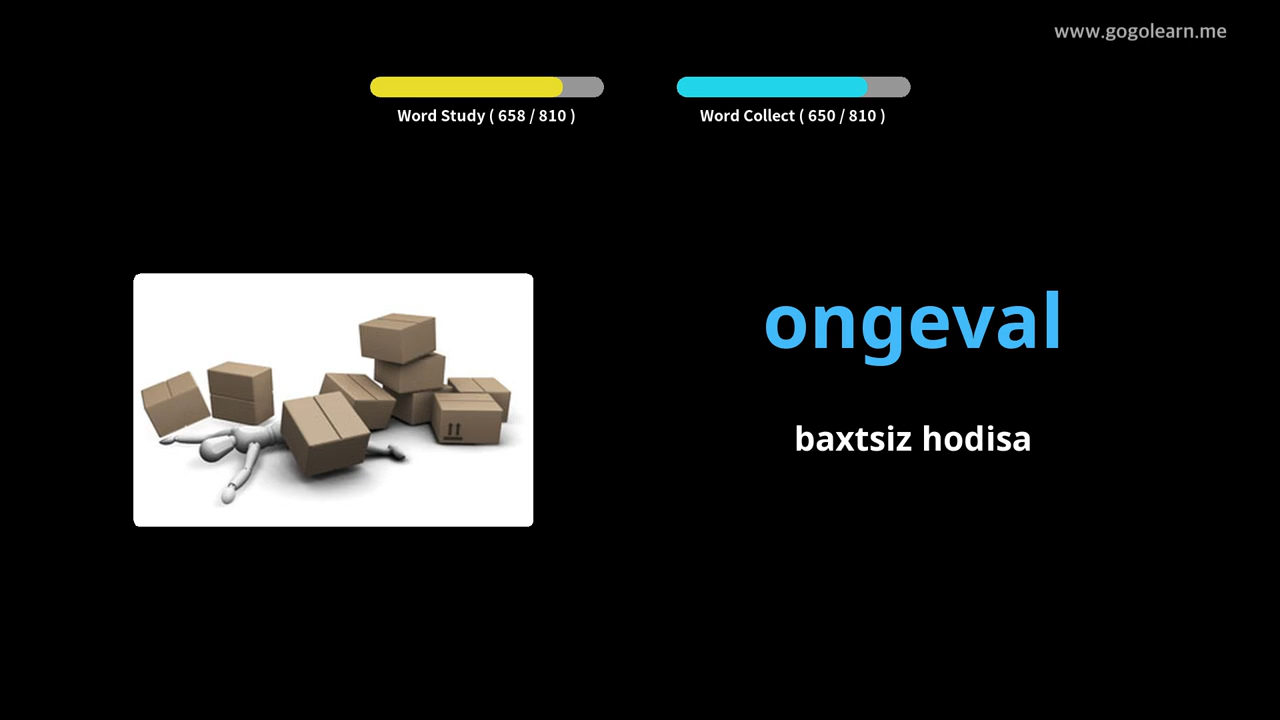 www.gogolearn.me
Word Study ( 658 / 810 )
Word Collect ( 650 / 810 )
ongeval
baxtsiz hodisa